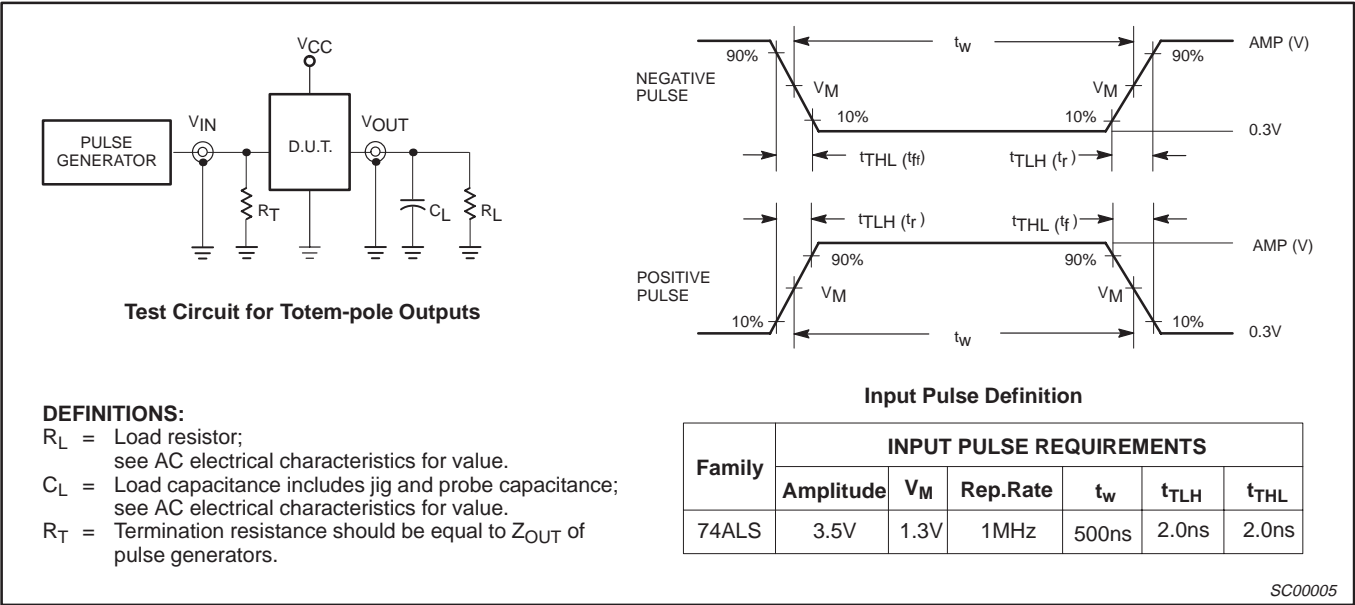 VCC
VIN
VOUT
PULSE
GENERATOR
D.U.T.
RT
CL
RL
Test Circuit for Totem-pole Outputs
NEGATIVE
PULSE
90%
tw
90%
AMP (V)
VM
VM
10%
10%
0.3V
tTHL (tff)
tTLH (tr)
tTLH (tr)
tTHL (tf)
AMP (V)
POSITIVE
PULSE
90%
90%
VM
VM
10%
10%
tw
0.3V
Input Pulse Definition
DEFINITIONS:
RL = Load resistor;
see AC electrical characteristics for value.
CL = Load capacitance includes jig and probe capacitance;
see AC electrical characteristics for value.
RT = Termination resistance should be equal to ZOUT of
pulse generators.
Family INPUT PULSE REQUIREMENTS
Amplitude VM Rep.Rate tw tTLH tTHL
74ALS 3.5V 1.3V 1MHz 500ns 2.0ns 2.0ns
SC00005